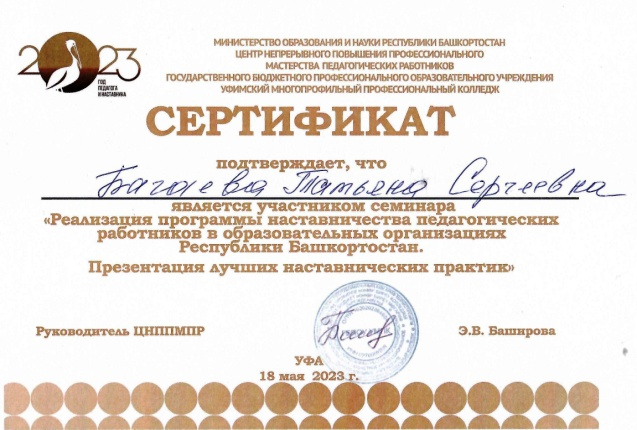 2023
ГОД
ПЕДАГОГА
И НАСТАВНИКА
МИНИСТЕРСТВО ОБРАЗОВАНИЯ И НАУКИ РЕСПУБЛИКИ БАШКОРТОСТАН
ЦЕНТР НЕПРЕРЫВНОГО ПОВЫШЕНИЯ ПРОФЕССИОНАЛЬНОГО
МАСТЕРСТВА ПЕДАГОГИЧЕСКИХ РАБОТНИКОВ
ГОСУДАРСТВЕННОГО БЮДЖЕТНОГО ПРОФЕССИОНАЛЬНОГО ОБРАЗОВАТЕЛЬНОГО УЧРЕЖДЕНИЯ
УФИМСКИЙ МНОГОПРОФИЛЬНЫЙ ПРОФЕССИОНАЛЬНЫЙ КОЛЛЕДЖ
СЕРТИФИКАТ
подтверждает, что
Татьяна Сергеевна
является участником семинара
«Реализация программы наставничества педагогических
работников в образовательных организациях
Республики Башкортостан.
Презентация лучших наставнических практик»
Руководитель ЦНППМПР
Э.В. Баширова
УФА
18 мая 2023 г.